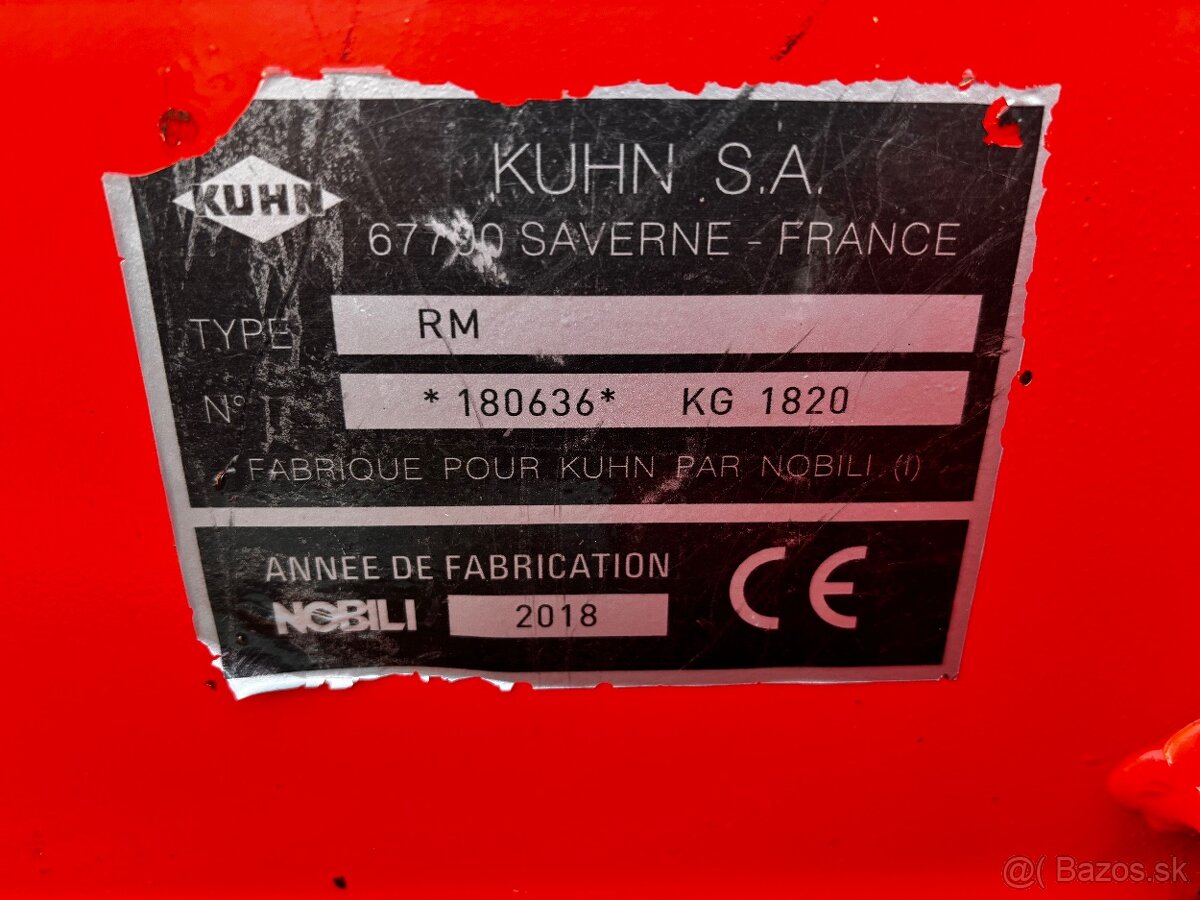 KUHN
KUHN S.A.
67700 SAVERNE - FRANCE
TYPE RM
N° *180636* KG 1820
FABRIQUE POUR KUHN PAR NOBILI (f)
ANNEE DE FABRICATION
NOBILI 2018 CE
@( Bazos.sk